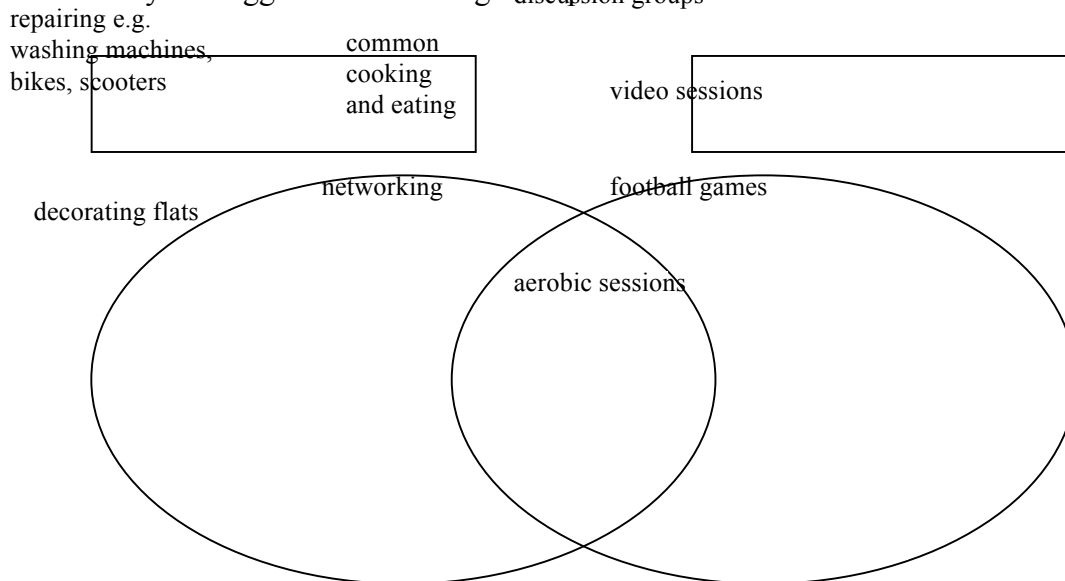 discussion groups
repairing e.g.
washing machines,
bikes, scooters
common
cooking
and eating
video sessions
networking
football games
decorating flats
aerobic sessions